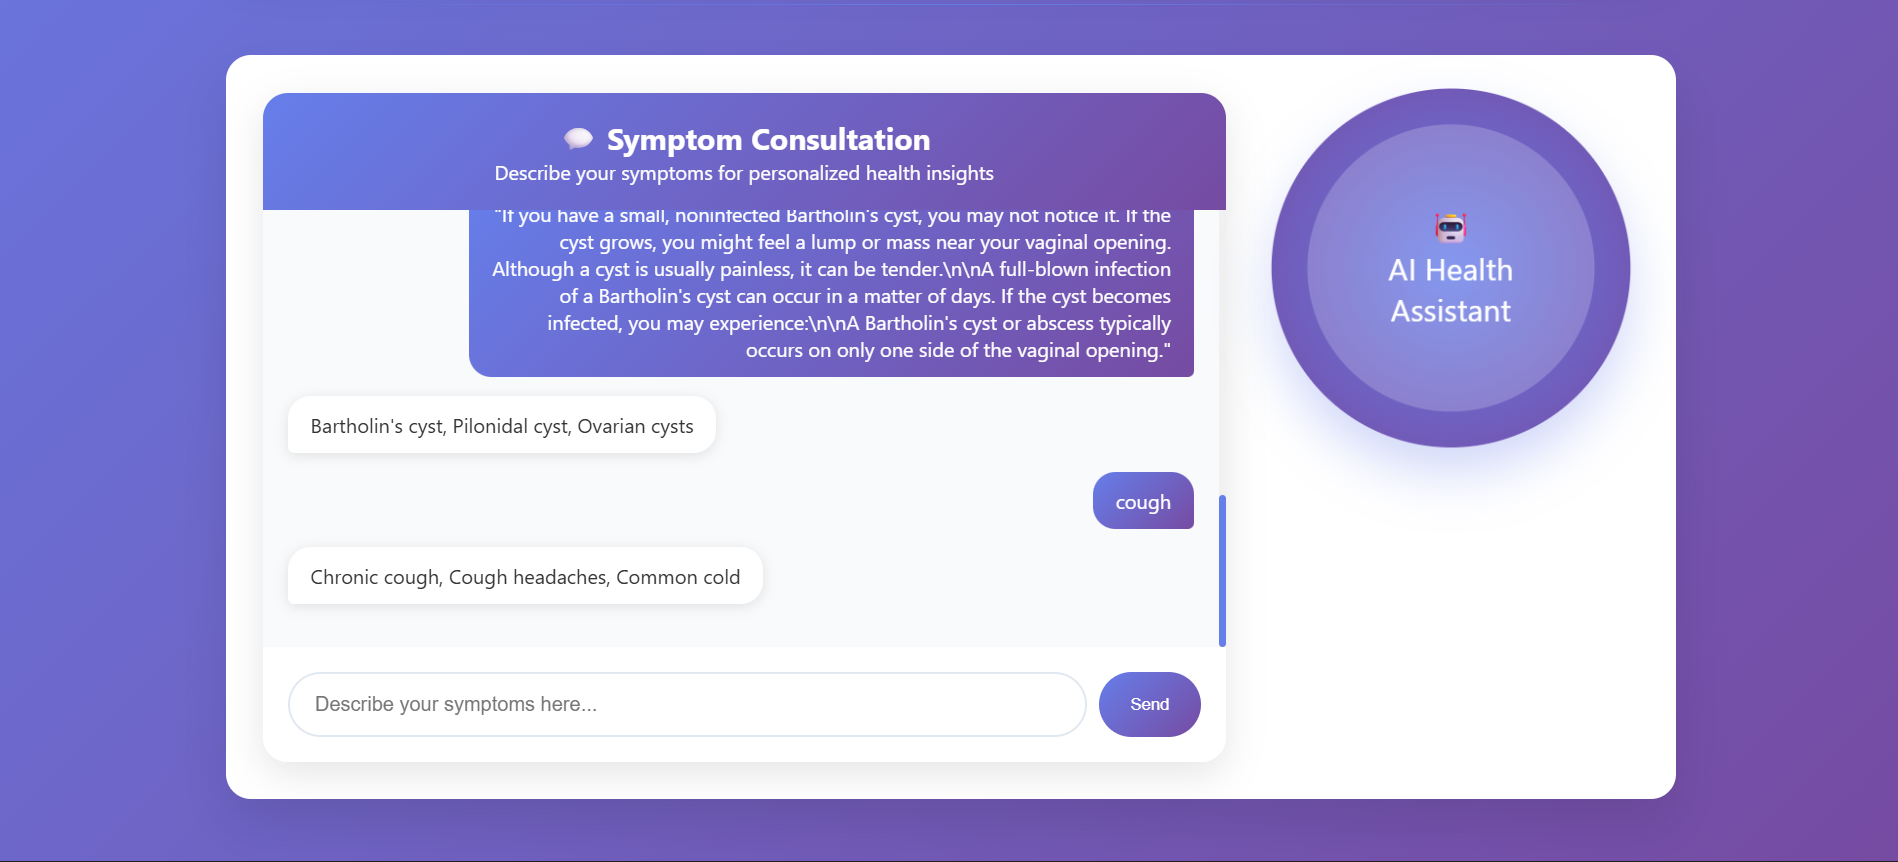 Symptom Consultation
Describe your symptoms for personalized health insights
"If you have a small, noninfected Bartholin's cyst, you may not notice it. If the
cyst grows, you might feel a lump or mass near your vaginal opening.
Although a cyst is usually painless, it can be tender.\n\nA full-blown infection
of a Bartholin's cyst can occur in a matter of days. If the cyst becomes
infected, you may experience:\n\nA Bartholin's cyst or abscess typically
occurs on only one side of the vaginal opening."
Bartholin's cyst, Pilonidal cyst, Ovarian cysts
cough
Chronic cough, Cough headaches, Common cold
Describe your symptoms here...
Send
AI Health
Assistant